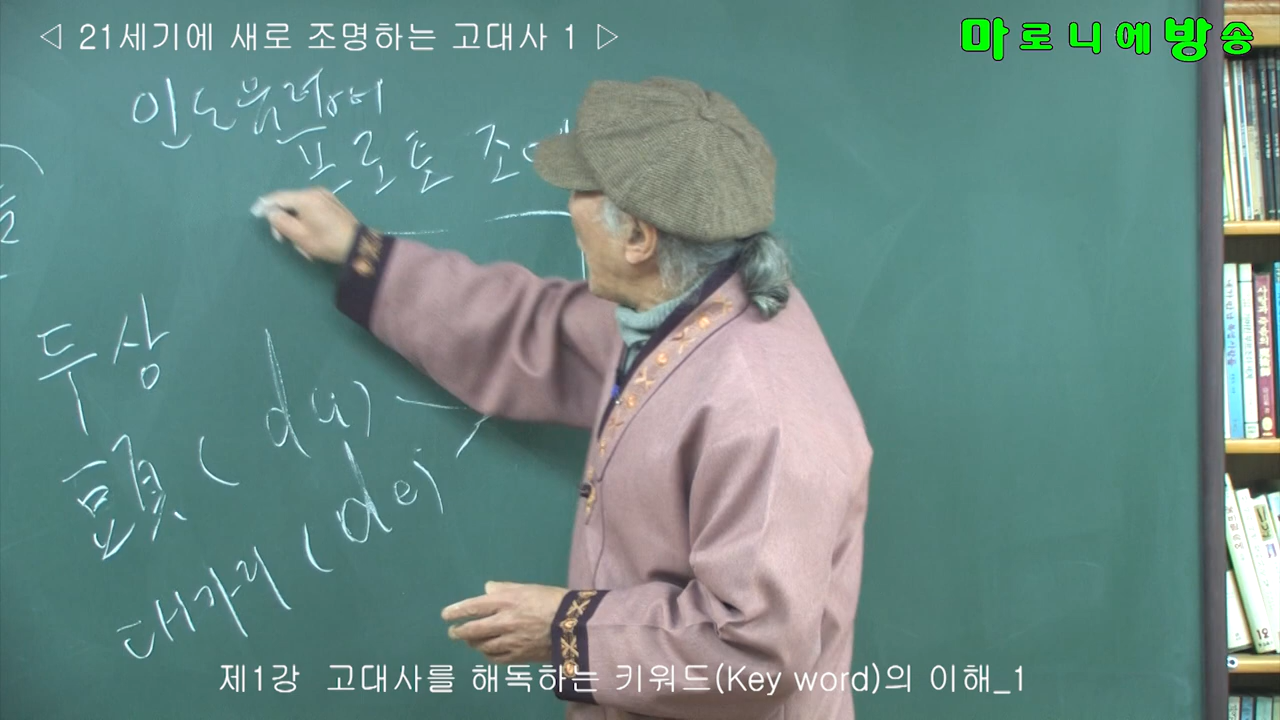 ◁ 21세기에 새로 조명하는 고대사 1 ▷
마로니에방송
인도유럽어
프로토 조어
두상
頭 (du)
대가리 (de)
제1강 고대사를 해독하는 키워드(Key word)의 이해_1